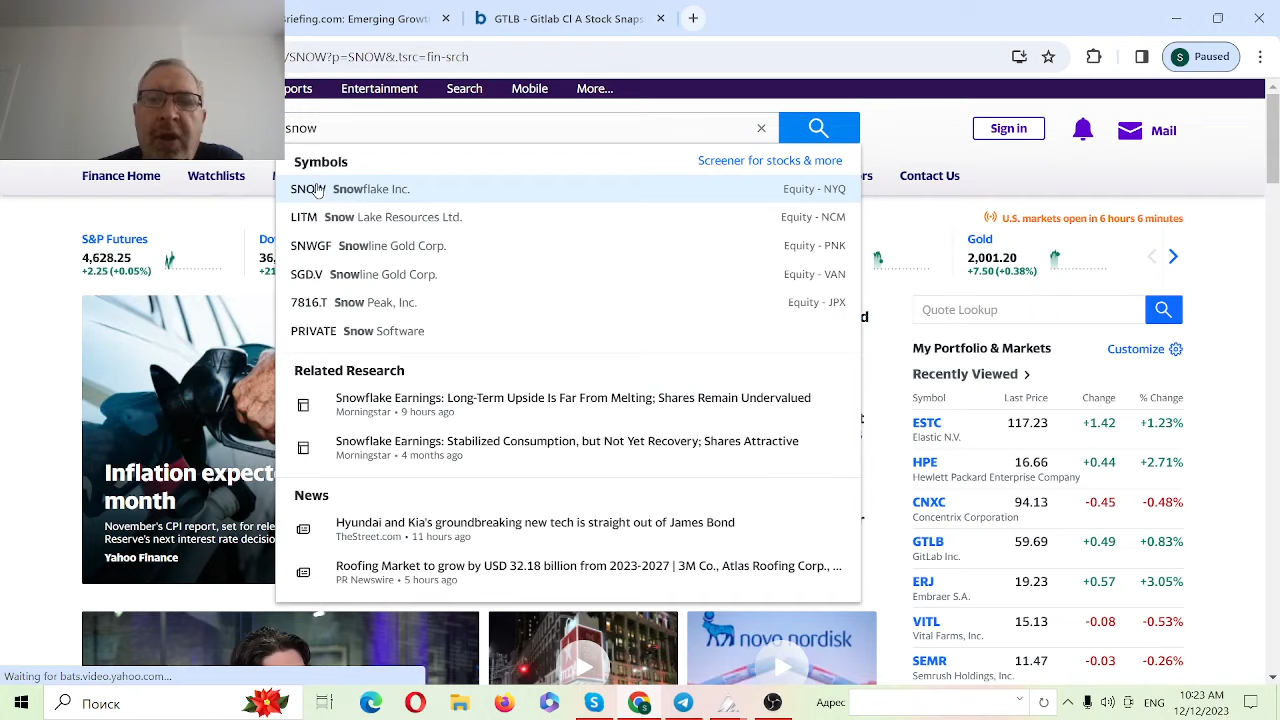 Briefing.com: Emerging Growt
GTLB - Gitlab Cl A Stock Snaps
/SNOW?p=SNOW&.tsrc=fin-srch
S
Paused
Entertainment
Search
Mobile
More...
snow
Sign in
Mail
Symbols
Screener for stocks & more
Finance Home
Watchlists
Contact Us
SNOW Snowflake Inc.
Equity - NYQ
LITM Snow Lake Resources Ltd.
Equity - NCM
U.S. markets open in 6 hours 6 minutes
SNWGF Snowline Gold Corp.
Equity - PNK
SGD.V Snowline Gold Corp.
Equity - VAN
7816.T Snow Peak, Inc.
Equity - JPX
PRIVATE Snow Software
S&P Futures
4,628.25
+2.25 (+0.05%)
Gold
2,001.20
+7.50 (+0.38%)
Quote Lookup
Related Research
Snowflake Earnings: Long-Term Upside Is Far From Melting; Shares Remain Undervalued
Morningstar • 9 hours ago
Snowflake Earnings: Stabilized Consumption, but Not Yet Recovery; Shares Attractive
Morningstar • 4 months ago
News
Hyundai and Kia's groundbreaking new tech is straight out of James Bond
TheStreet.com • 11 hours ago
Roofing Market to grow by USD 32.18 billion from 2023-2027 | 3M Co., Atlas Roofing Corp., ...
PR Newswire • 5 hours ago
Inflation expect
month
November's CPI report, set for rele
Reserve's next interest rate decisio
Yahoo Finance
My Portfolio & Markets
Customize
Recently Viewed
Symbol Last Price Change % Change
ESTC 117.23 +1.42 +1.23%
Elastic N.V.
HPE 16.66 +0.44 +2.71%
Hewlett Packard Enterprise Company
CNXC 94.13 -0.45 -0.48%
Concentrix Corporation
GTLB 59.69 +0.49 +0.83%
GitLab Inc.
ERJ 19.23 +0.57 +3.05%
Embraer S.A.
VITL 15.13 -0.08 -0.53%
Vital Farms, Inc.
SEMR 11.47 -0.03 -0.26%
Semrush Holdings, Inc.
novo nordisk
Waiting for bats.video.yahoo.com...
Поиск
Адрес
ENG
10:23 AM
12/12/2023